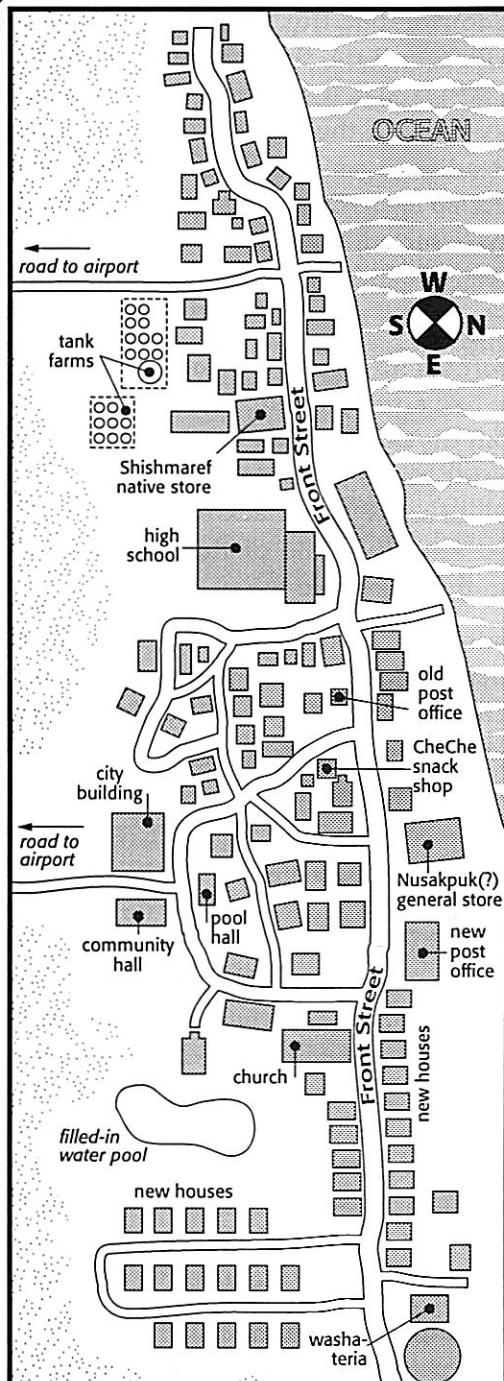 OCEAN
W
S N
E
road to airport
tank
farms
Front Street
Shishmaref
native store
high
school
old
post
office
CheChe
snack
shop
city
building
road to
airport
Nusakpuk(?)
general store
pool
hall
community
hall
new
post
office
Front Street
church
new houses
filled-in
water pool
new houses
washa-
teria